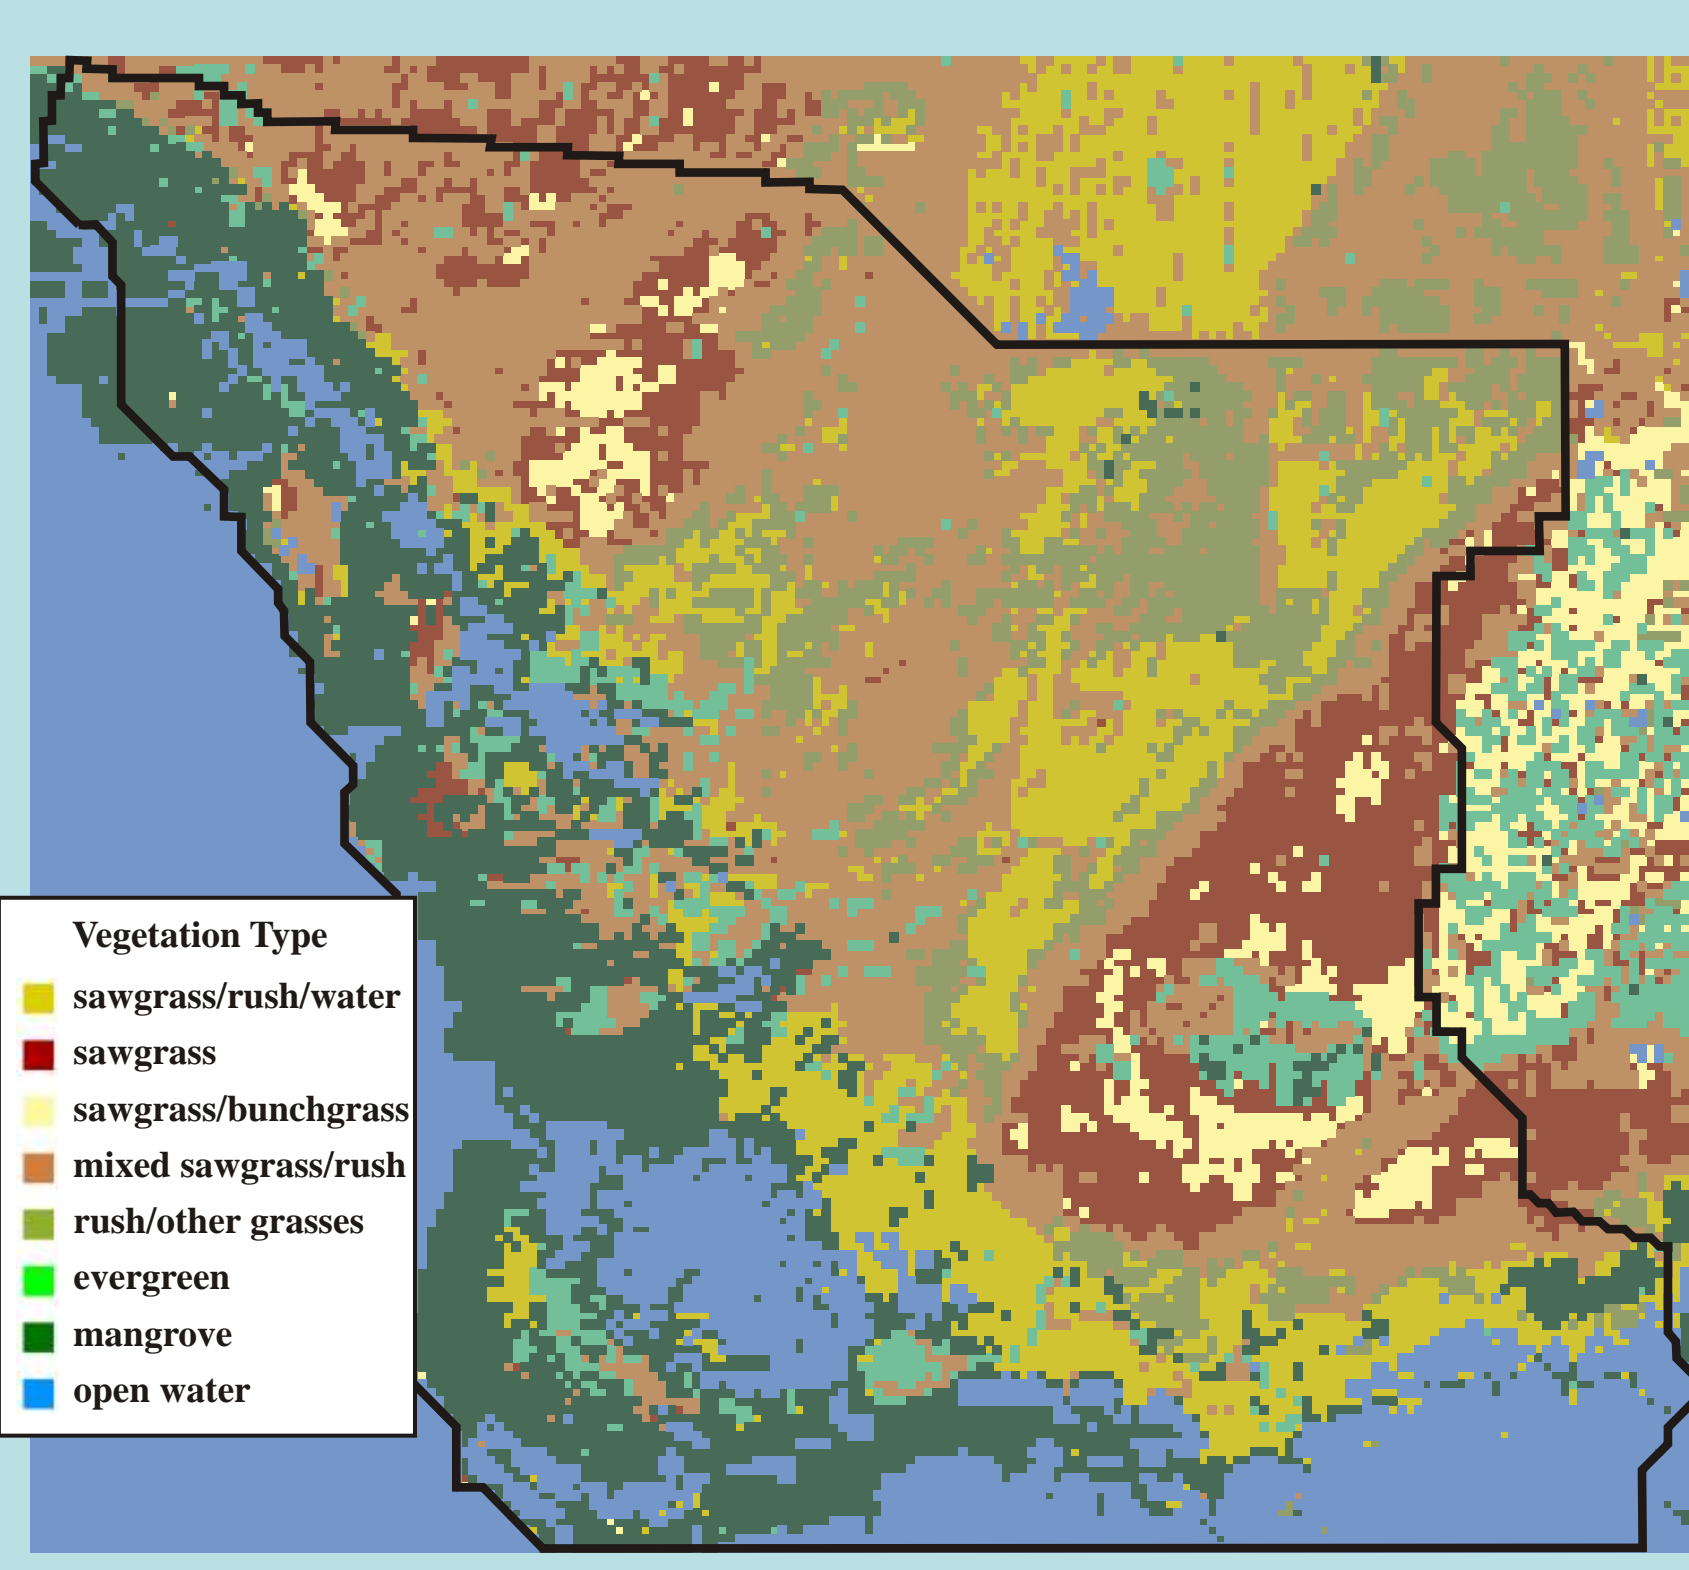 Vegetation Type
sawgrass/rush/water
sawgrass
sawgrass/bunchgrass
mixed sawgrass/rush
rush/other grasses
evergreen
mangrove
open water